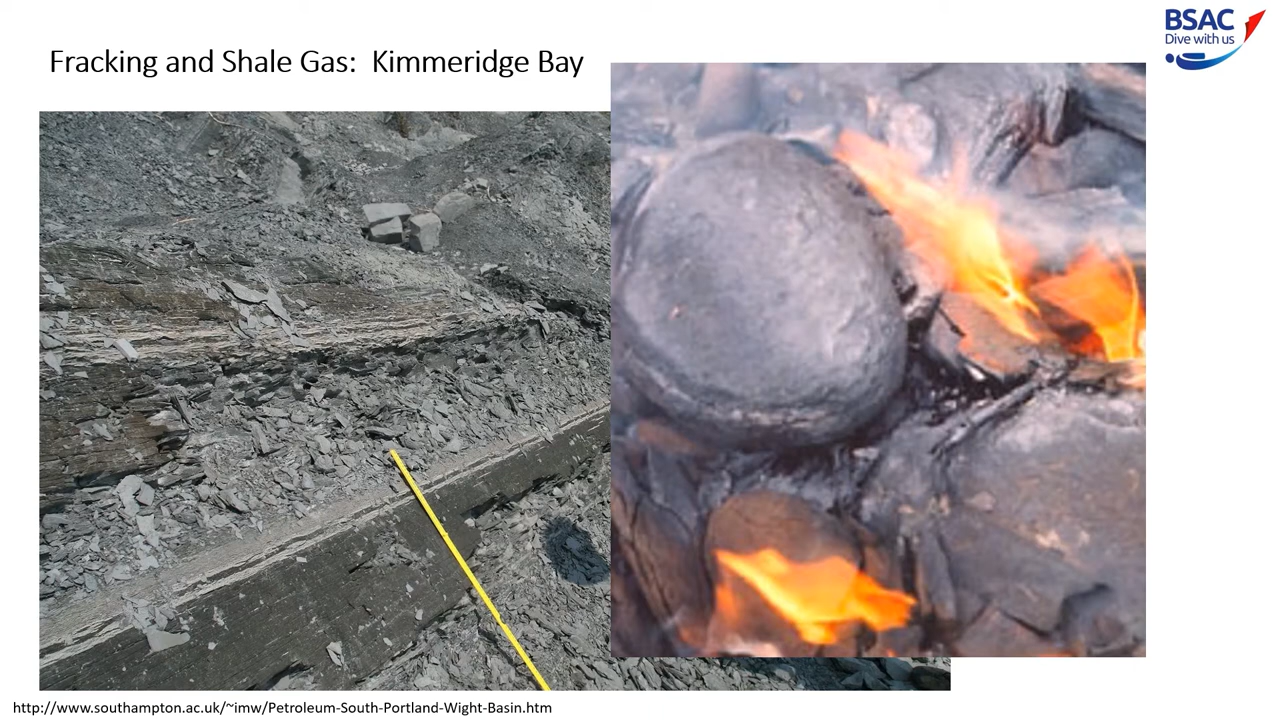 BSAC
Dive with us
Fracking and Shale Gas:  Kimmeridge Bay
http://www.southampton.ac.uk/~imw/Petroleum-South-Portland-Wight-Basin.htm